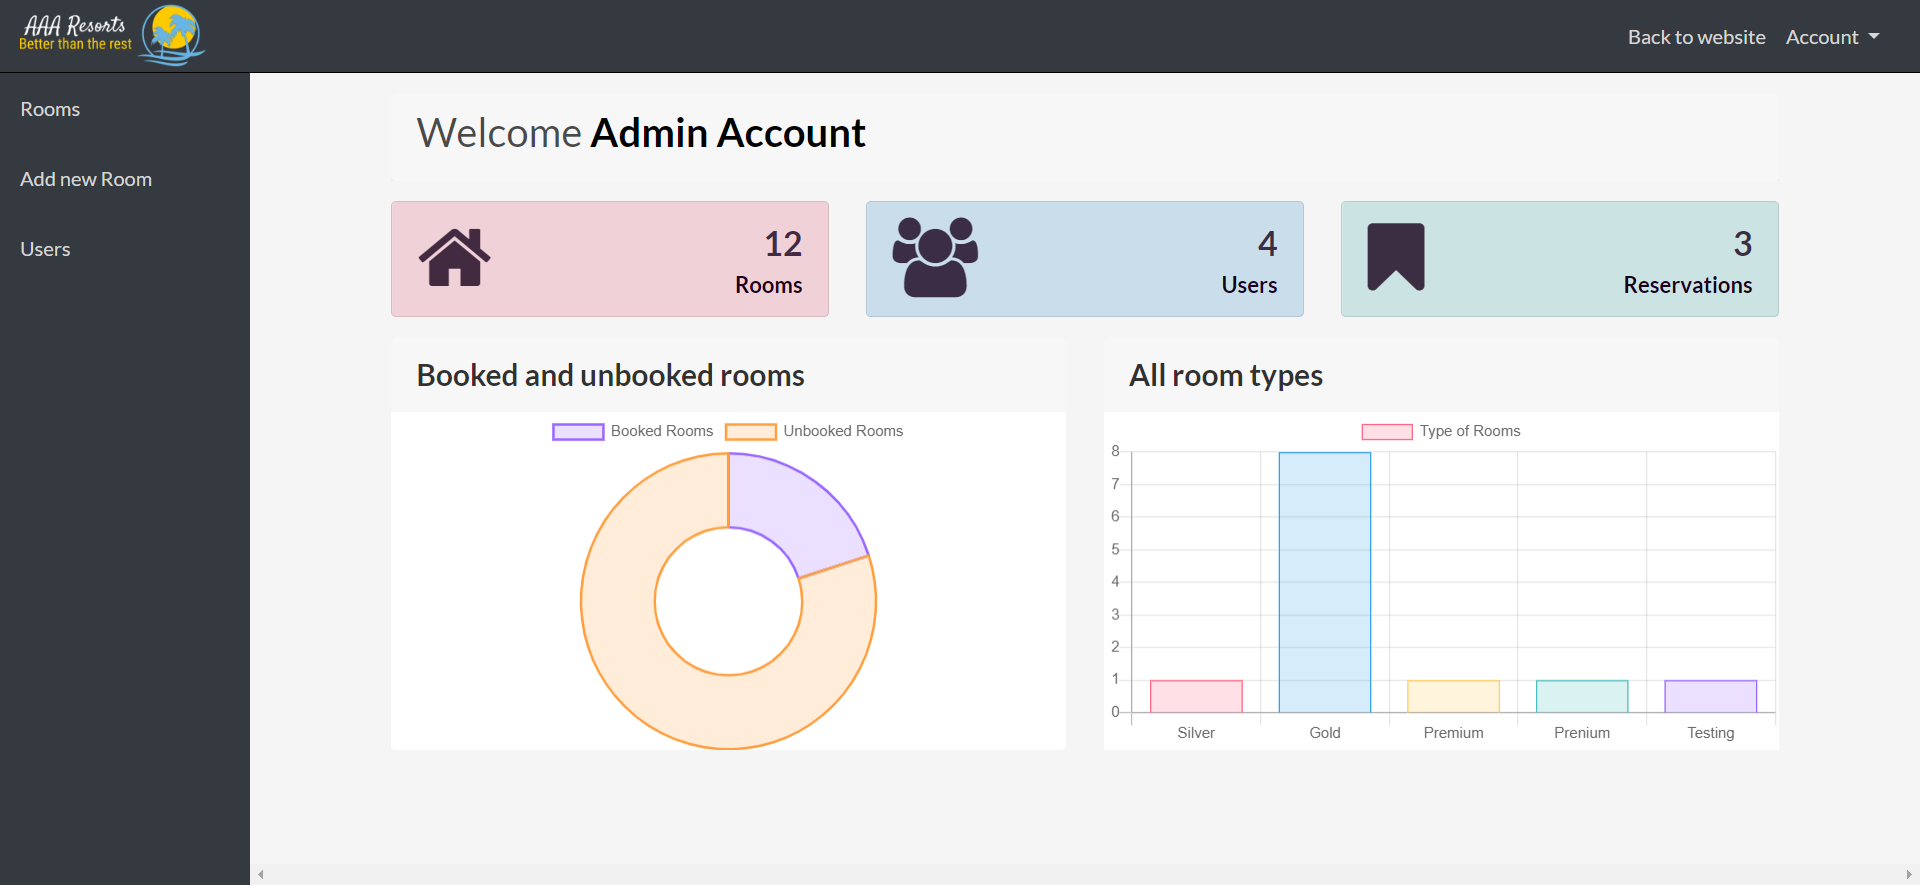 AAA Resorts
Better than the rest
Back to website
Account
Rooms
Add new Room
Users
Welcome Admin Account
12
Rooms
4
Users
3
Reservations
Booked and unbooked rooms
Booked Rooms
Unbooked Rooms
All room types
Type of Rooms
8
7
6
5
4
3
2
1
0
Silver
Gold
Premium
Prenium
Testing